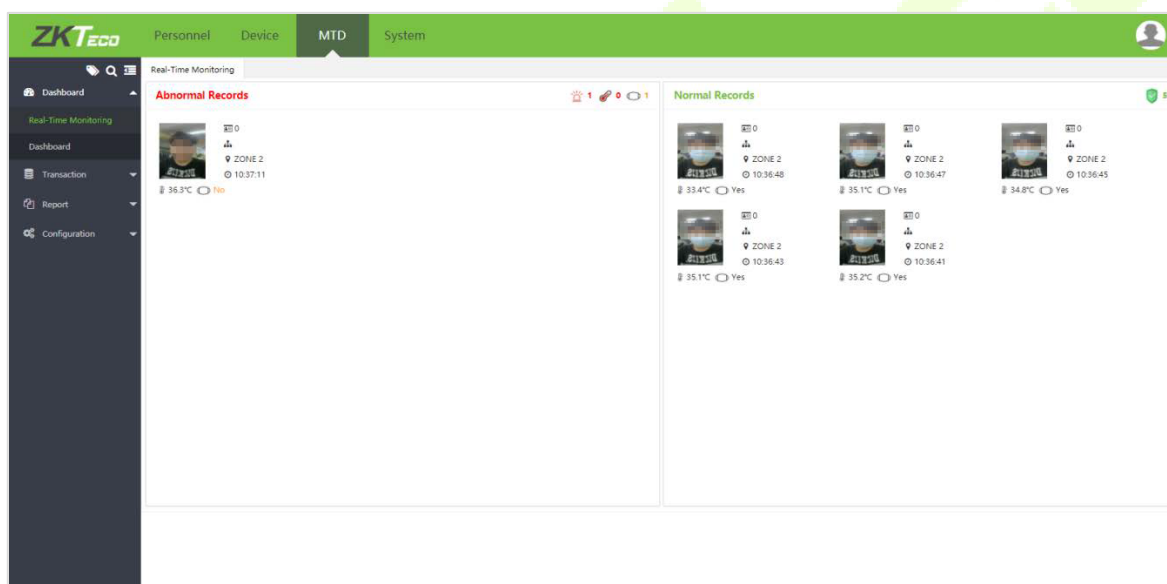 ZKTECO Personnel Device MTD System
Real-Time Monitoring
Dashboard
Real-Time Monitoring
Dashboard
Transaction
Report
Configuration
Abnormal Records 1 0 1
0
ZONE 2
10:37:11
36.3℃ No
Normal Records 5
0
ZONE 2
10:36:48
33.4℃ Yes
0
ZONE 2
10:36:47
35.1℃ Yes
0
ZONE 2
10:36:45
34.8℃ Yes
0
ZONE 2
10:36:43
35.1℃ Yes
0
ZONE 2
10:36:41
35.2℃ Yes